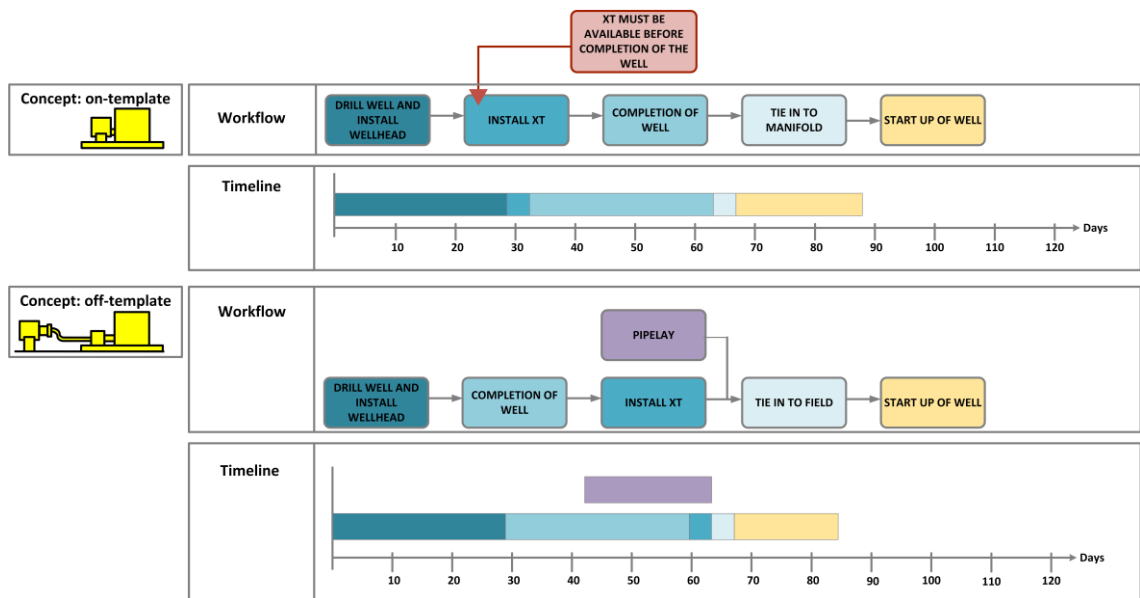 XT MUST BE
AVAILABLE BEFORE
COMPLETION OF THE
WELL
Concept: on-template
Workflow
DRILL WELL AND
INSTALL
WELLHEAD
INSTALL XT
COMPLETION OF
WELL
TIE IN TO
MANIFOLD
START UP OF WELL
Timeline
10 20 30 40 50 60 70 80 90 100 110 120 Days
Concept: off-template
Workflow
PIPELAY
DRILL WELL AND
INSTALL
WELLHEAD
COMPLETION OF
WELL
INSTALL XT
TIE IN TO FIELD
START UP OF WELL
Timeline
10 20 30 40 50 60 70 80 90 100 110 120 Days